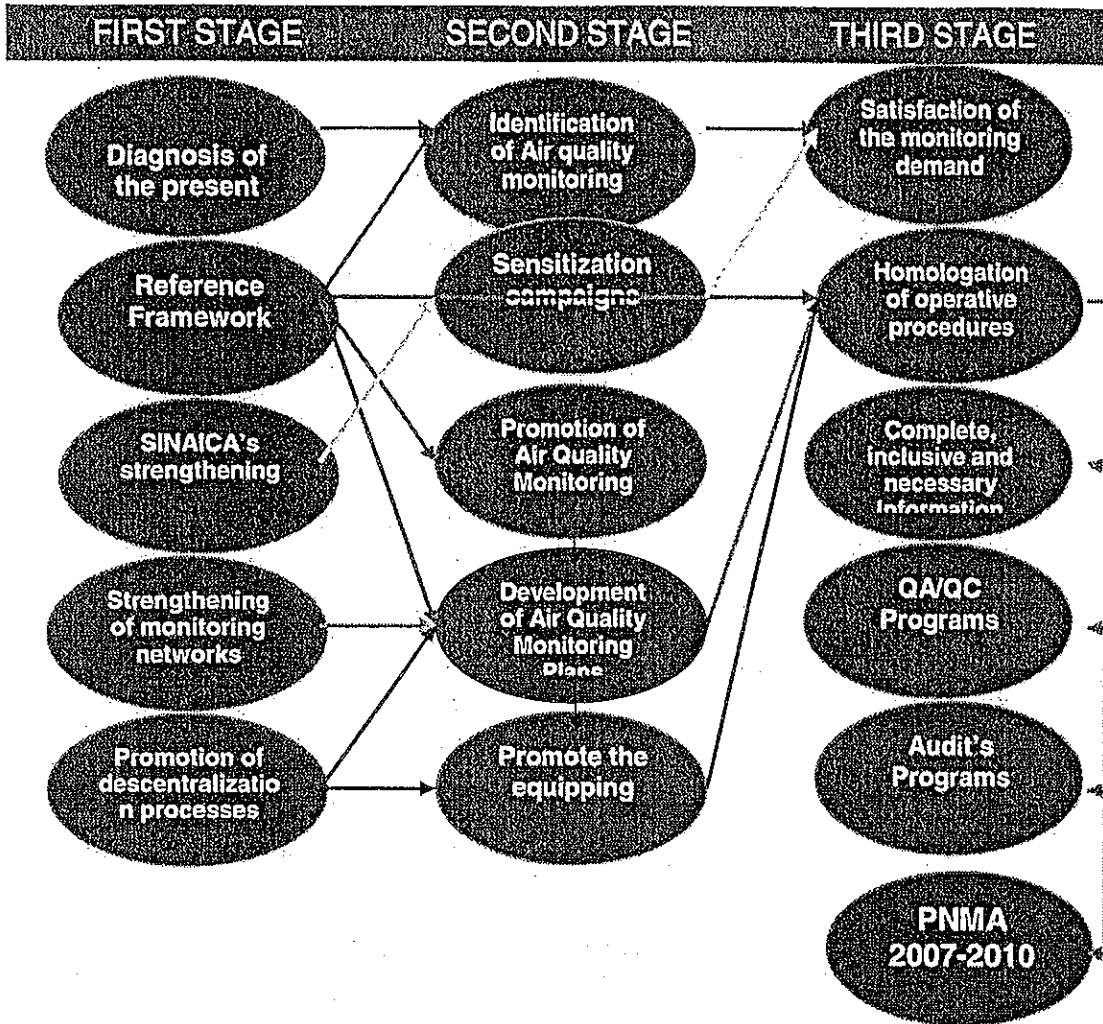 FIRST STAGE
SECOND STAGE
THIRD STAGE
Diagnosis of
the present
Reference
Framework
SINAICA's
strengthening
Strengthening
of monitoring
networks
Promotion of
descentralizatio
n processes
Identification
of Air quality
monitoring
Sensitization
campaigns
Promotion of
Air Quality
Monitoring
Development
of Air Quality
Monitoring
Plans
Promote the
equipping
Satisfaction of
the monitoring
demand
Homologation
of operative
procedures
Complete,
inclusive and
necessary
Information
QA/QC
Programs
Audit's
Programs
PNMA
2007-2010